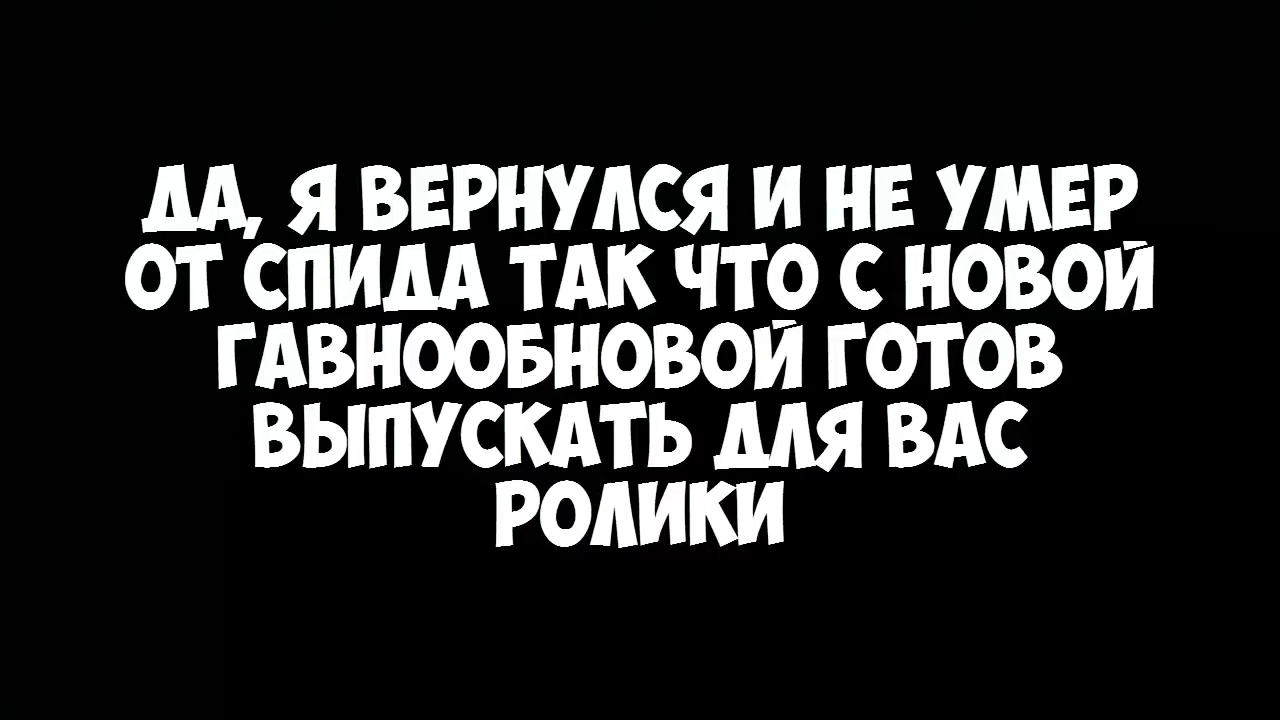 ДА, Я ВЕРНУЛСЯ И НЕ УМЕР
ОТ СПИДА ТАК ЧТО С НОВОЙ
ГАВНООБНОВОЙ ГОТОВ
ВЫПУСКАТЬ ДЛЯ ВАС
РОЛИКИ